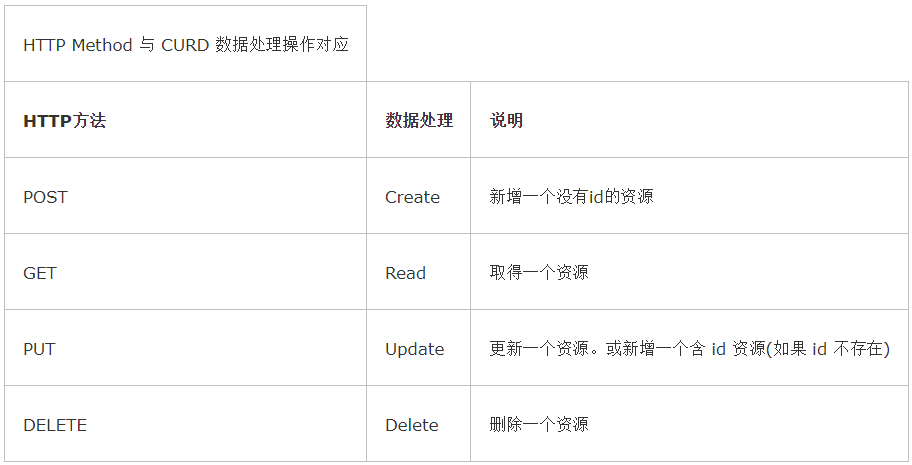 HTTP Method 与 CURD 数据处理操作对应
HTTP方法 数据处理 说明
POST Create 新增一个没有id的资源
GET Read 取得一个资源
PUT Update 更新一个资源。或新增一个含 id 资源(如果 id 不存在)
DELETE Delete 删除一个资源